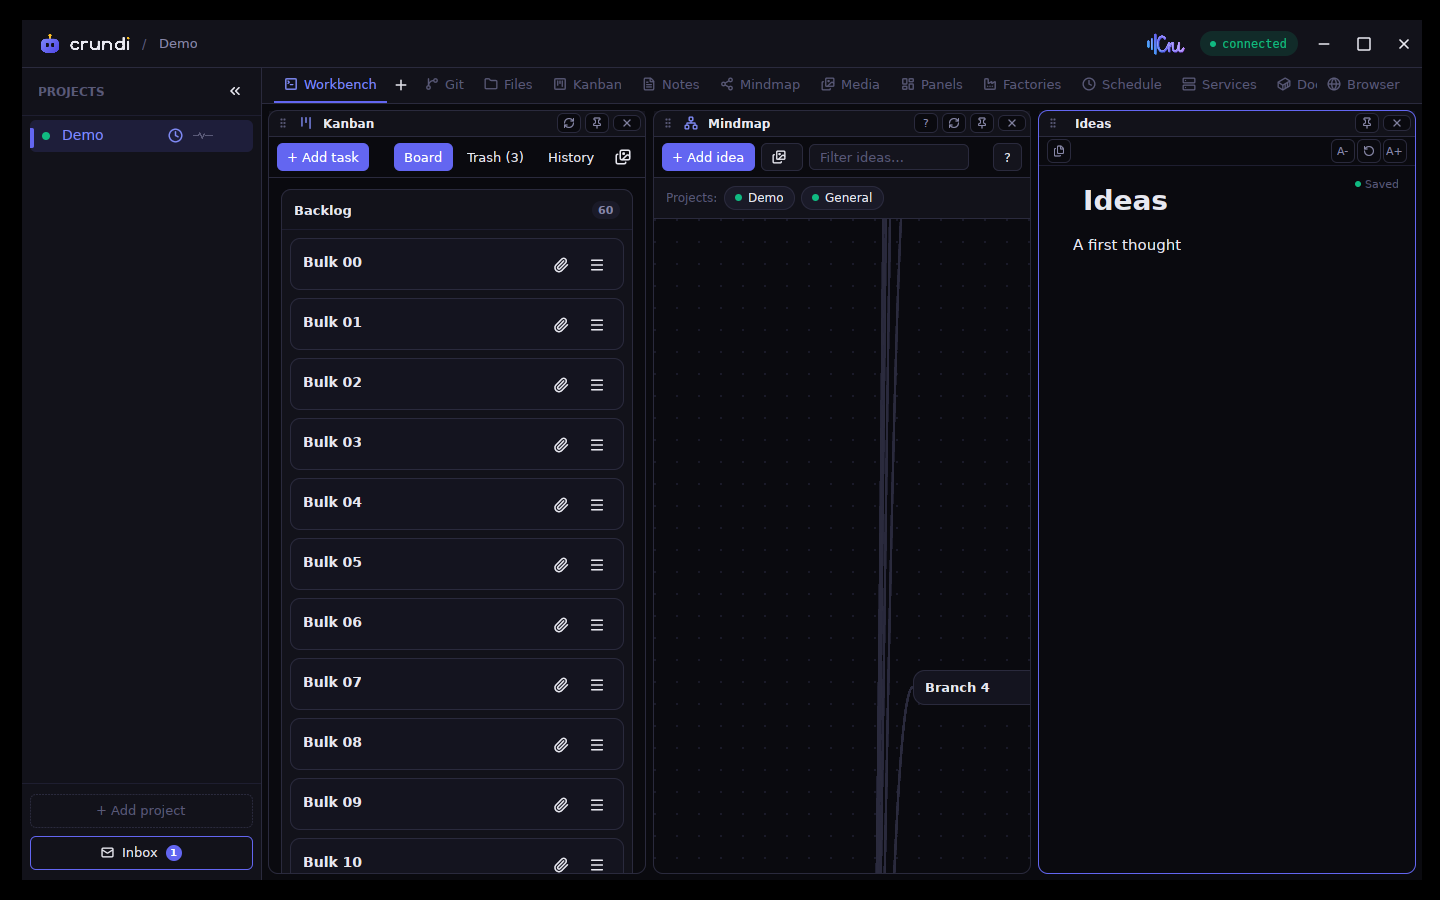 crundi / Demo
Cru
connected
PROJECTS
Demo
+ Add project
Inbox 1
Workbench + Git Files Kanban Notes Mindmap Media Panels Factories Schedule Services Doc Browser
Kanban
+ Add task Board Trash (3) History
Backlog 60
Bulk 00
Bulk 01
Bulk 02
Bulk 03
Bulk 04
Bulk 05
Bulk 06
Bulk 07
Bulk 08
Bulk 09
Bulk 10
Mindmap ?
+ Add idea Filter ideas... ?
Projects: Demo General
Branch 4
Ideas
A- A+
Saved
Ideas
A first thought